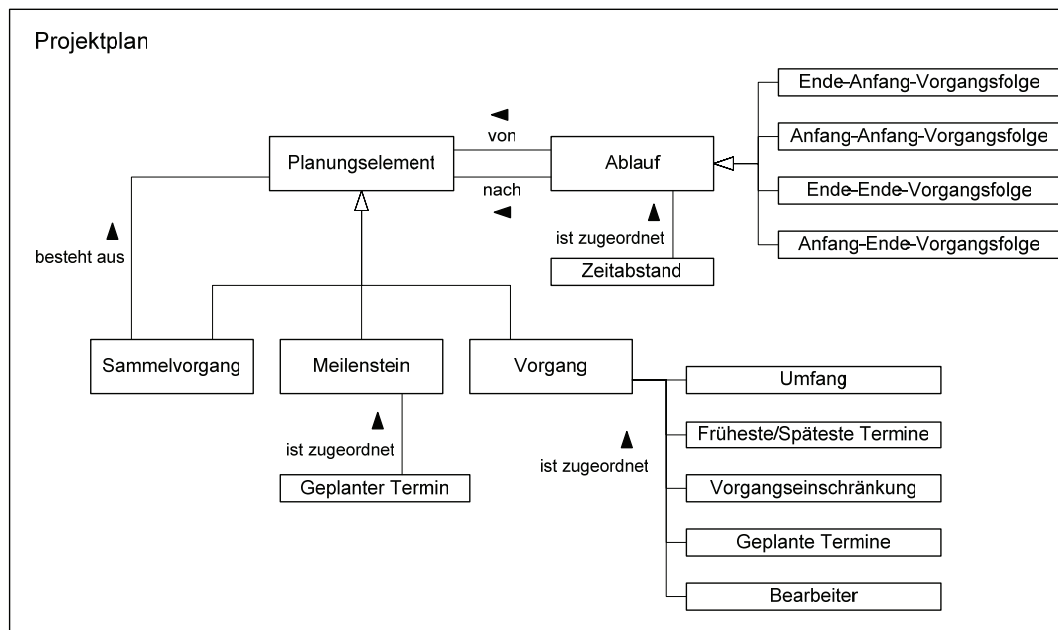 Projektplan
Ende-Anfang-Vorgangsfolge
von
Anfang-Anfang-Vorgangsfolge
Planungselement
Ablauf
nach
Ende-Ende-Vorgangsfolge
ist zugeordnet
Anfang-Ende-Vorgangsfolge
besteht aus
Zeitabstand
Sammelvorgang
Meilenstein
Vorgang
Umfang
Früheste/Späteste Termine
ist zugeordnet
ist zugeordnet
Geplanter Termin
Vorgangseinschränkung
Geplante Termine
Bearbeiter